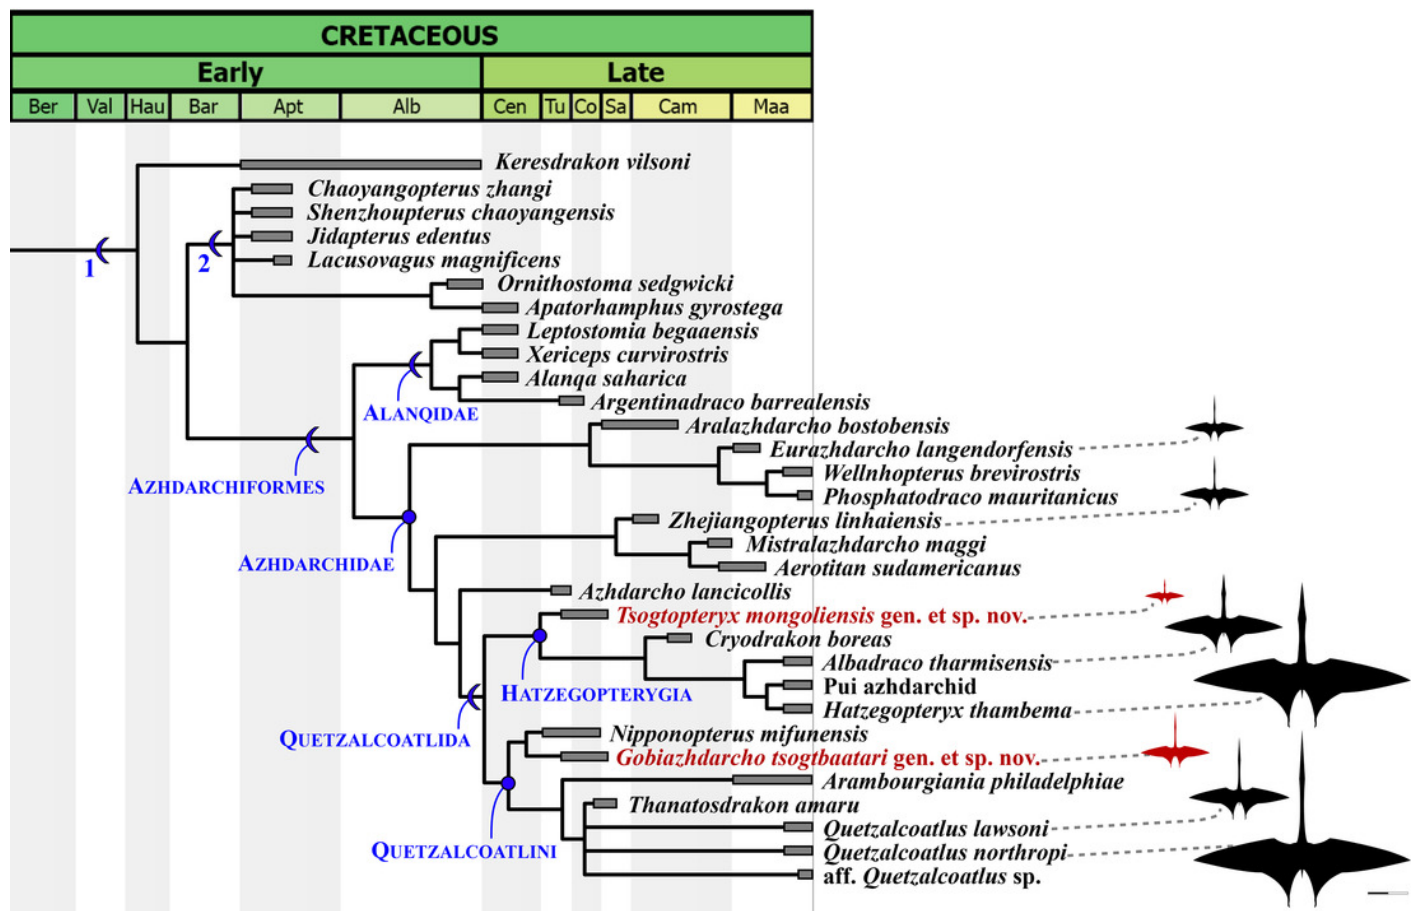 CRETACEOUS
Early Late
Ber Val Hau Bar Apt Alb Cen Tu Co Sa Cam Maa
Keresdrakon vilsoni
Chaoyangopterus zhangi
Shenzhoupterus chaoyangensis
Jidapterus edentus
1
2
Lacusovagus magnificens
Ornithostoma sedgwicki
Apatorhamphus gyrostega
Leptostomia begaaensis
Xericeps curvirostris
Alanqa saharica
Argentinadraco barrealensis
ALANQIDAE
Aralazhdarcho bostobensis
Eurazhdarcho langendorfensis
Wellnhopterus brevirostris
AZHDARCHIFORMES
Phosphatodraco mauritanicus
Zhejiangopterus linhaiensis
Mistralazhdarcho maggi
AZHDARCHIDAE
Aerotitan sudamericanus
Azhdarcho lancicollis
Tsogtopteryx mongoliensis gen. et sp. nov.
Cryodrakon boreas
Albadraco tharmisensis
Pui azhdarchid
HATZEGOPTERYGIA
Hatzegopteryx thambema
Nipponopterus mifunensis
QUETZALCOATLIDA
Gobiazhdarcho tsogtbaatari gen. et sp. nov.
Arambourgiania philadelphiae
Thanatosdrakon amaru
Quetzalcoatlus lawsoni
QUETZALCOATLINI
Quetzalcoatlus northropi
aff. Quetzalcoatlus sp.